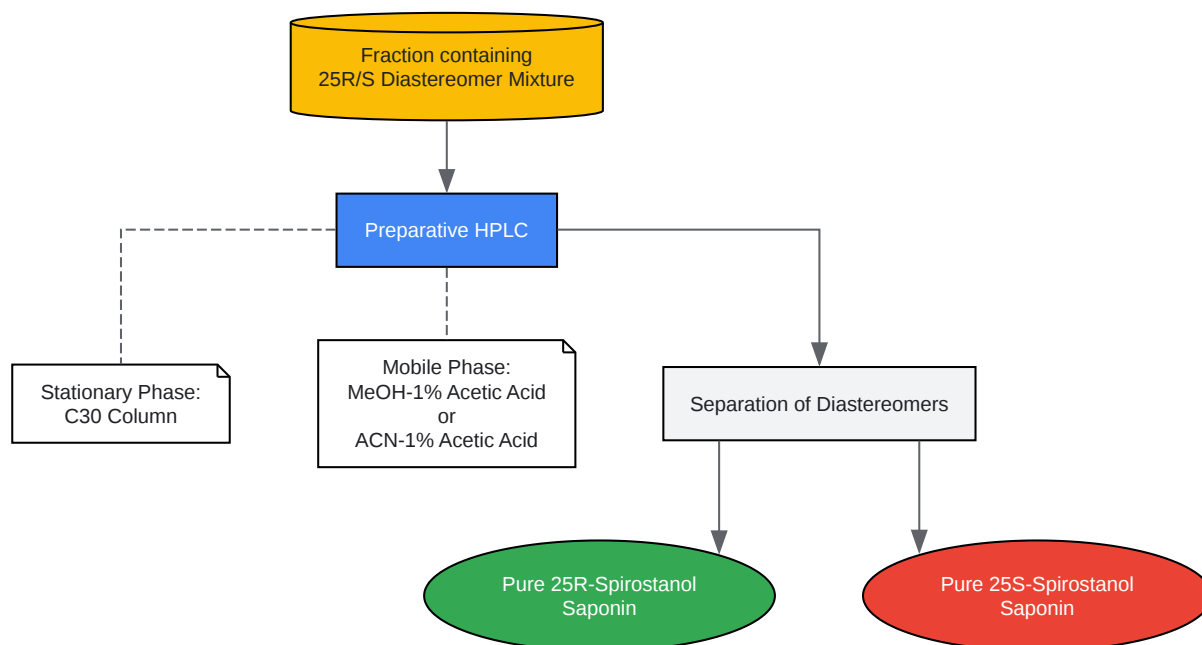 Fraction containing
25R/S Diastereomer Mixture
Preparative HPLC
Stationary Phase:
C30 Column
Mobile Phase:
MeOH-1% Acetic Acid
or
ACN-1% Acetic Acid
Separation of Diastereomers
Pure 25R-Spirostanol
Saponin
Pure 25S-Spirostanol
Saponin